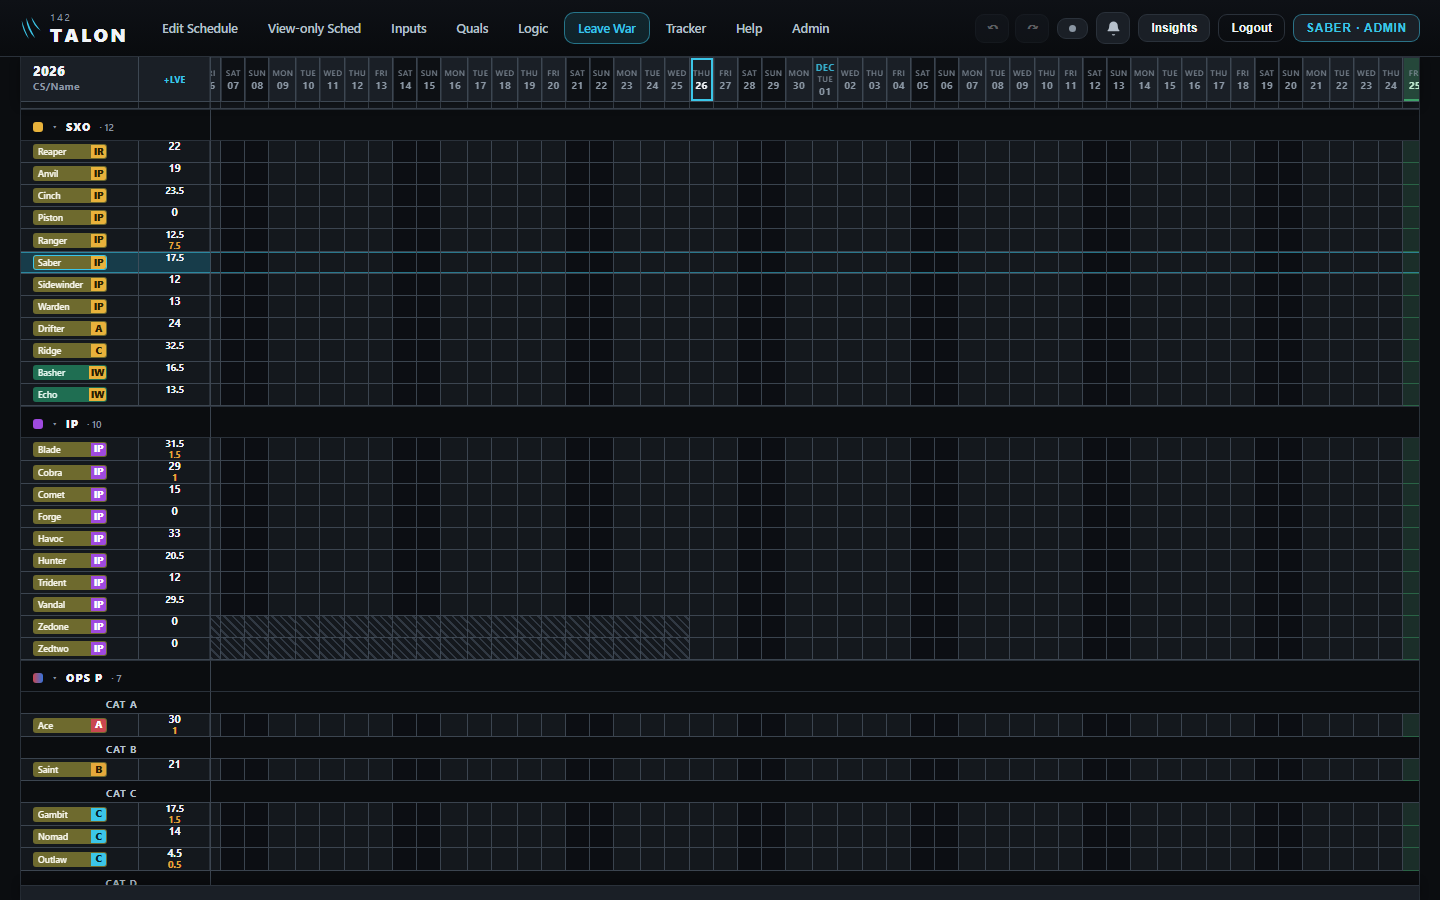 142
TALON
Edit Schedule View-only Sched Inputs Quals Logic Leave War Tracker Help Admin Insights Logout SABER · ADMIN
2026
CS/Name
+LVE
SAT SUN MON TUE WED THU FRI SAT SUN MON TUE WED THU FRI SAT SUN MON TUE WED THU FRI SAT SUN MON DEC TUE WED THU FRI SAT SUN MON TUE WED THU FRI SAT SUN MON TUE WED THU FRI SAT SUN MON TUE WED THU FR
07 08 09 10 11 12 13 14 15 16 17 18 19 20 21 22 23 24 25 26 27 28 29 30 01 02 03 04 05 06 07 08 09 10 11 12 13 14 15 16 17 18 19 20 21 22 23 24 25
SXO · 12
Reaper IR 22
Anvil IP 19
Cinch IP 23.5
Piston IP 0
Ranger IP 12.5
7.5
Saber IP 17.5
Sidewinder IP 12
Warden IP 13
Drifter A 24
Ridge C 32.5
Basher IW 16.5
Echo IW 13.5
IP · 10
Blade IP 31.5
1.5
Cobra IP 29
1
Comet IP 15
Forge IP 0
Havoc IP 33
Hunter IP 20.5
Trident IP 12
Vandal IP 29.5
Zedone IP 0
Zedtwo IP 0
OPS P · 7
CAT A
Ace A 30
1
CAT B
Saint B 21
CAT C
Gambit C 17.5
1.5
Nomad C 14
Outlaw C 4.5
0.5
CAT D